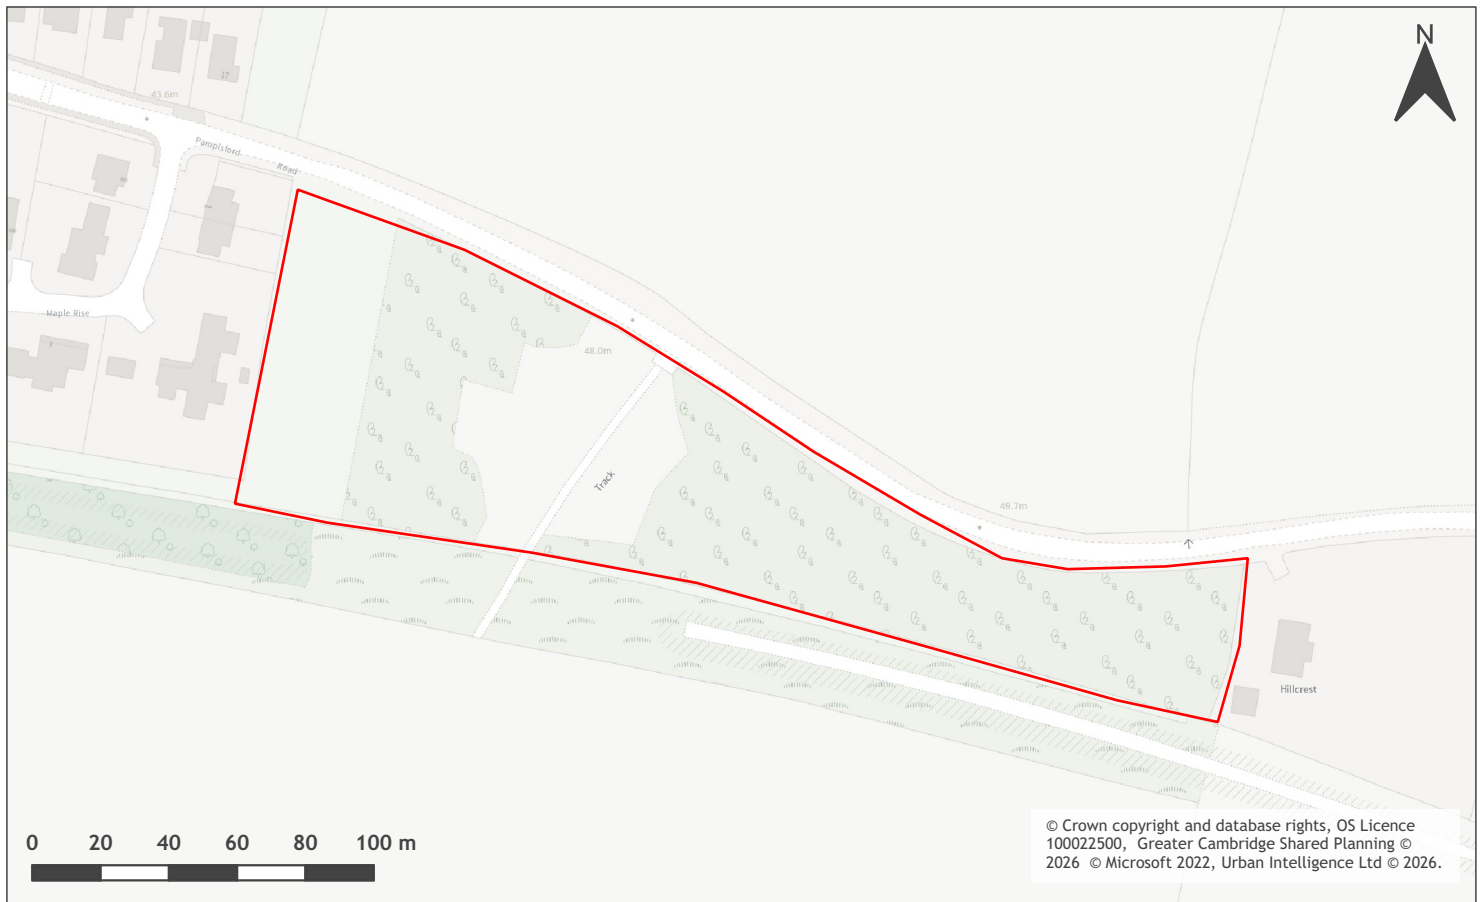 N
17
43.6m
Pampisford
Road
Maple Rise
48.0m
Track
49.7m
Hillcrest
0 20 40 60 80 100 m
© Crown copyright and database rights, OS Licence
100022500, Greater Cambridge Shared Planning ©
2026 © Microsoft 2022, Urban Intelligence Ltd © 2026.